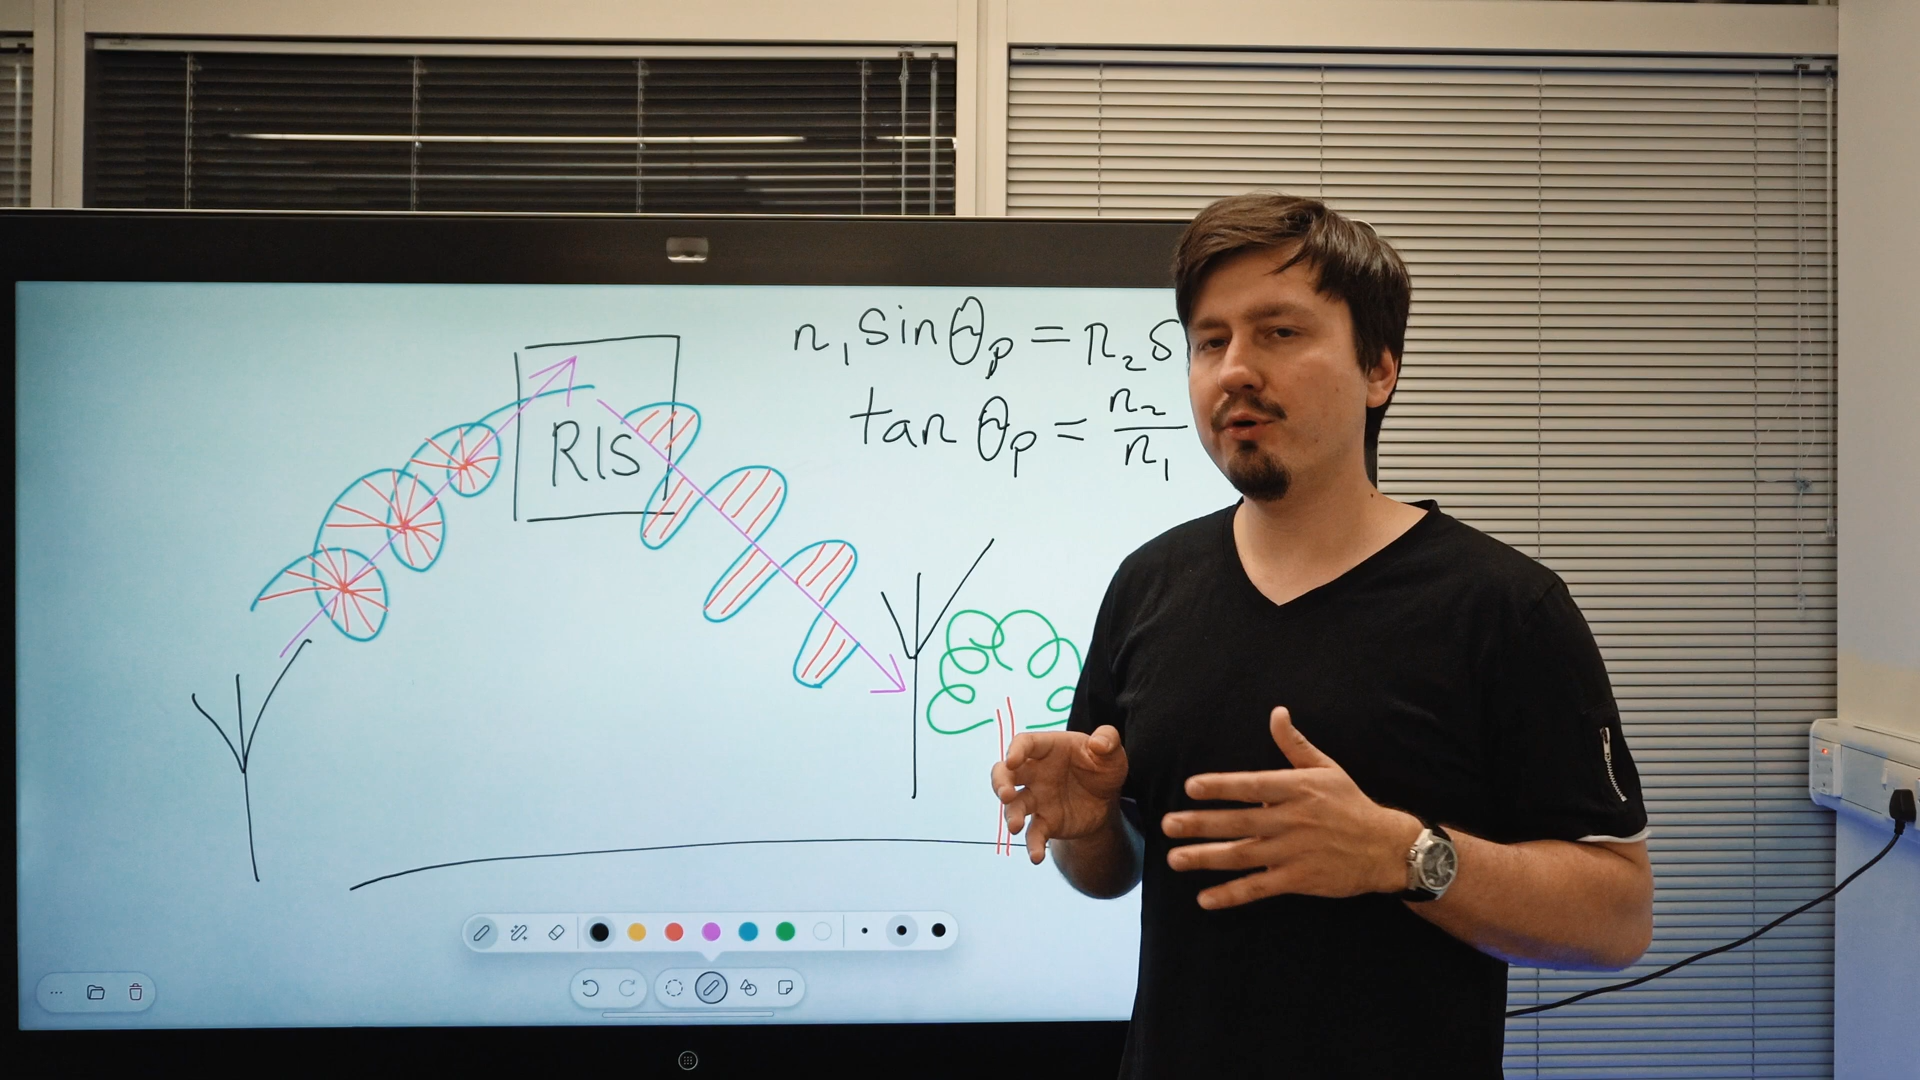 n₁ sin θₚ = n₂ s
tan θₚ = n₂/n₁
RIS